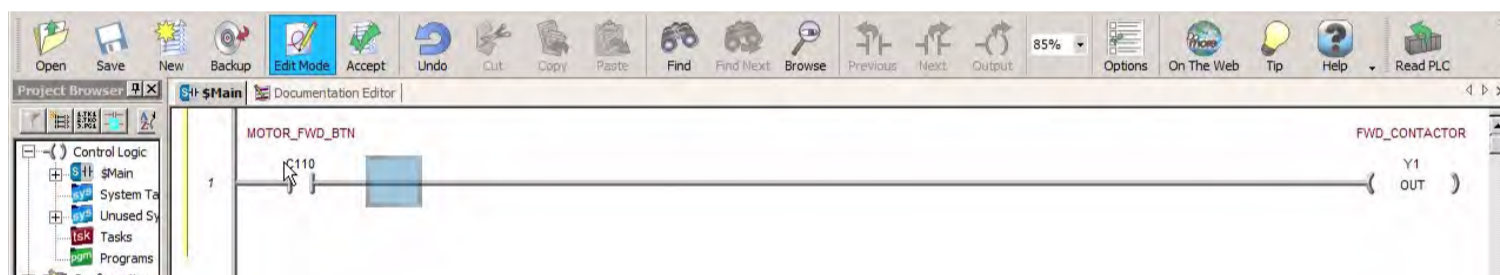 Open Save New Backup Edit Mode Accept Undo Cut Copy Paste Find Find Next Browse Previous Next Output 85% Options On The Web Tip Help Read PLC
Project Browser
$Main Documentation Editor
Control Logic
$Main
System Ta
Unused Sy
Tasks
Programs
MOTOR_FWD_BTN FWD_CONTACTOR
C110 Y1
1 OUT